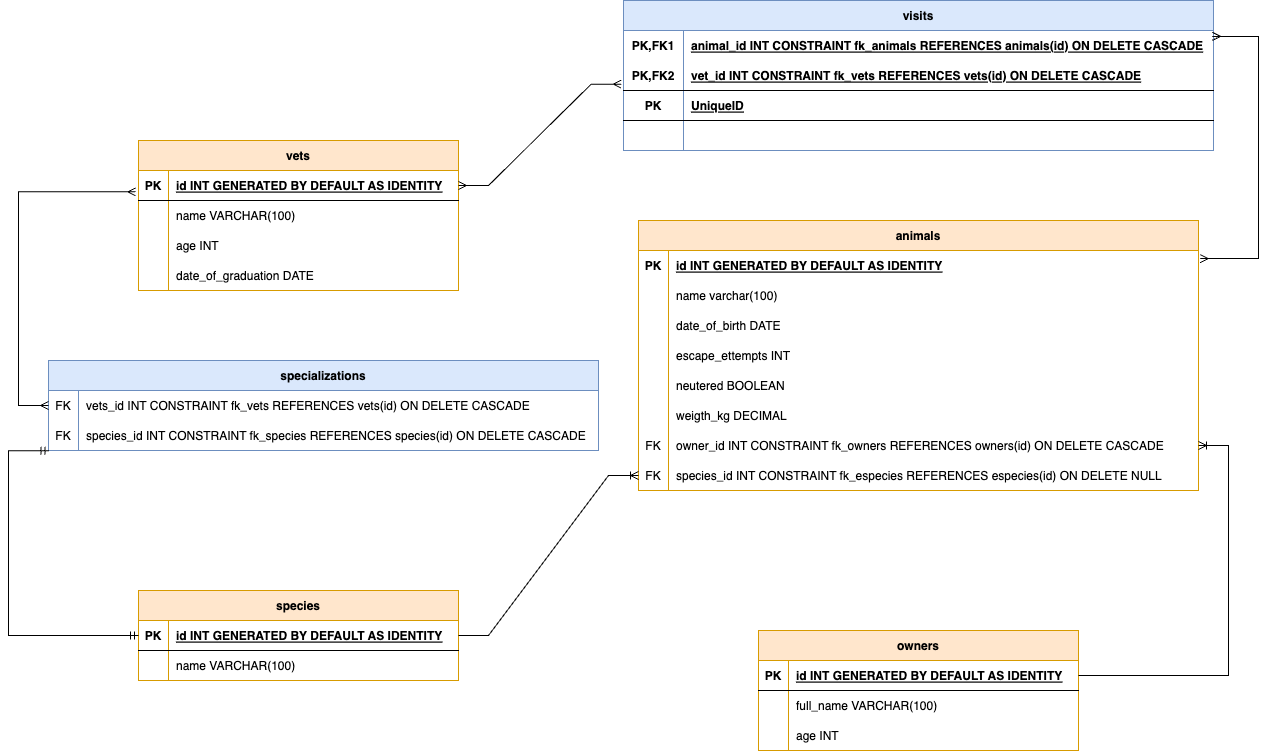 visits
PK,FK1 animal_id INT CONSTRAINT fk_animals REFERENCES animals(id) ON DELETE CASCADE
PK,FK2 vet_id INT CONSTRAINT fk_vets REFERENCES vets(id) ON DELETE CASCADE
PK UniqueID
vets
PK id INT GENERATED BY DEFAULT AS IDENTITY
name VARCHAR(100)
age INT
date_of_graduation DATE
animals
PK id INT GENERATED BY DEFAULT AS IDENTITY
name varchar(100)
date_of_birth DATE
escape_ettempts INT
neutered BOOLEAN
weigth_kg DECIMAL
FK owner_id INT CONSTRAINT fk_owners REFERENCES owners(id) ON DELETE CASCADE
FK species_id INT CONSTRAINT fk_especies REFERENCES especies(id) ON DELETE NULL
specializations
FK vets_id INT CONSTRAINT fk_vets REFERENCES vets(id) ON DELETE CASCADE
FK species_id INT CONSTRAINT fk_species REFERENCES species(id) ON DELETE CASCADE
species
PK id INT GENERATED BY DEFAULT AS IDENTITY
name VARCHAR(100)
owners
PK id INT GENERATED BY DEFAULT AS IDENTITY
full_name VARCHAR(100)
age INT